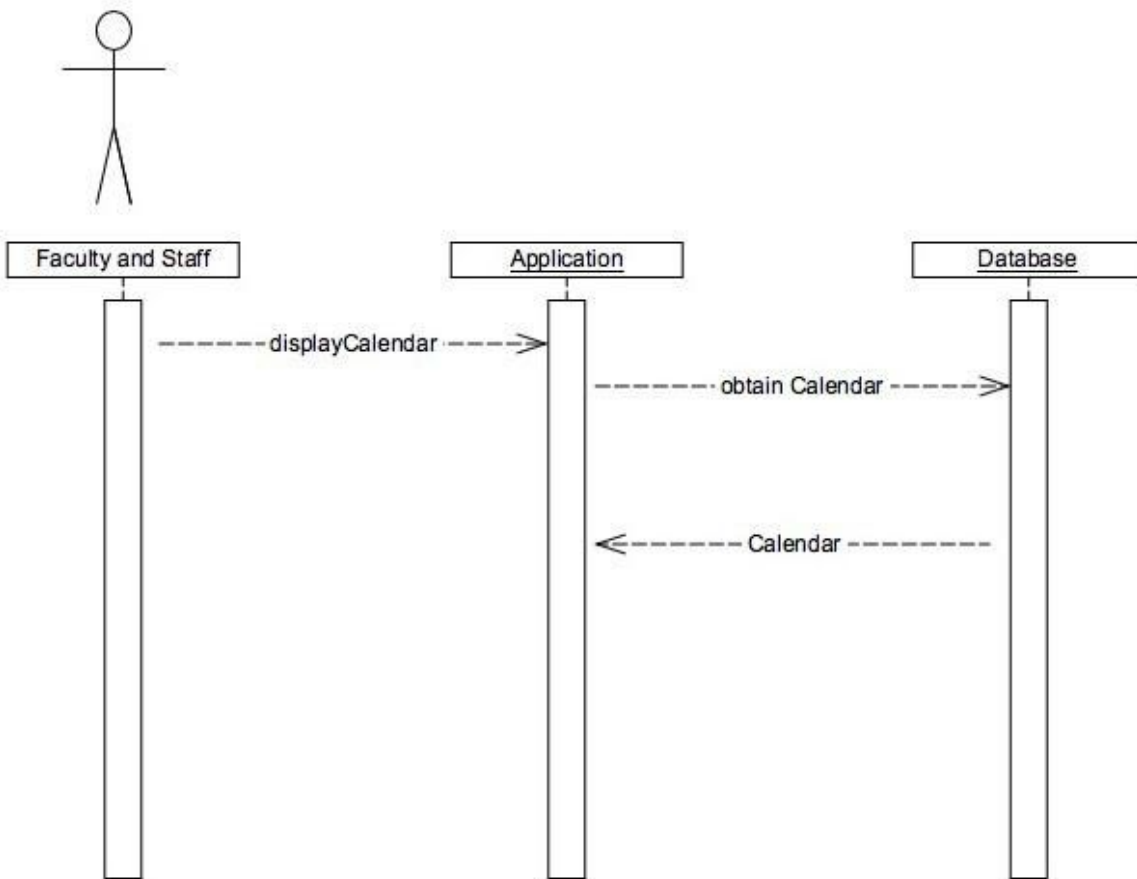 Faculty and Staff
Application
Database
displayCalendar
obtain Calendar
Calendar